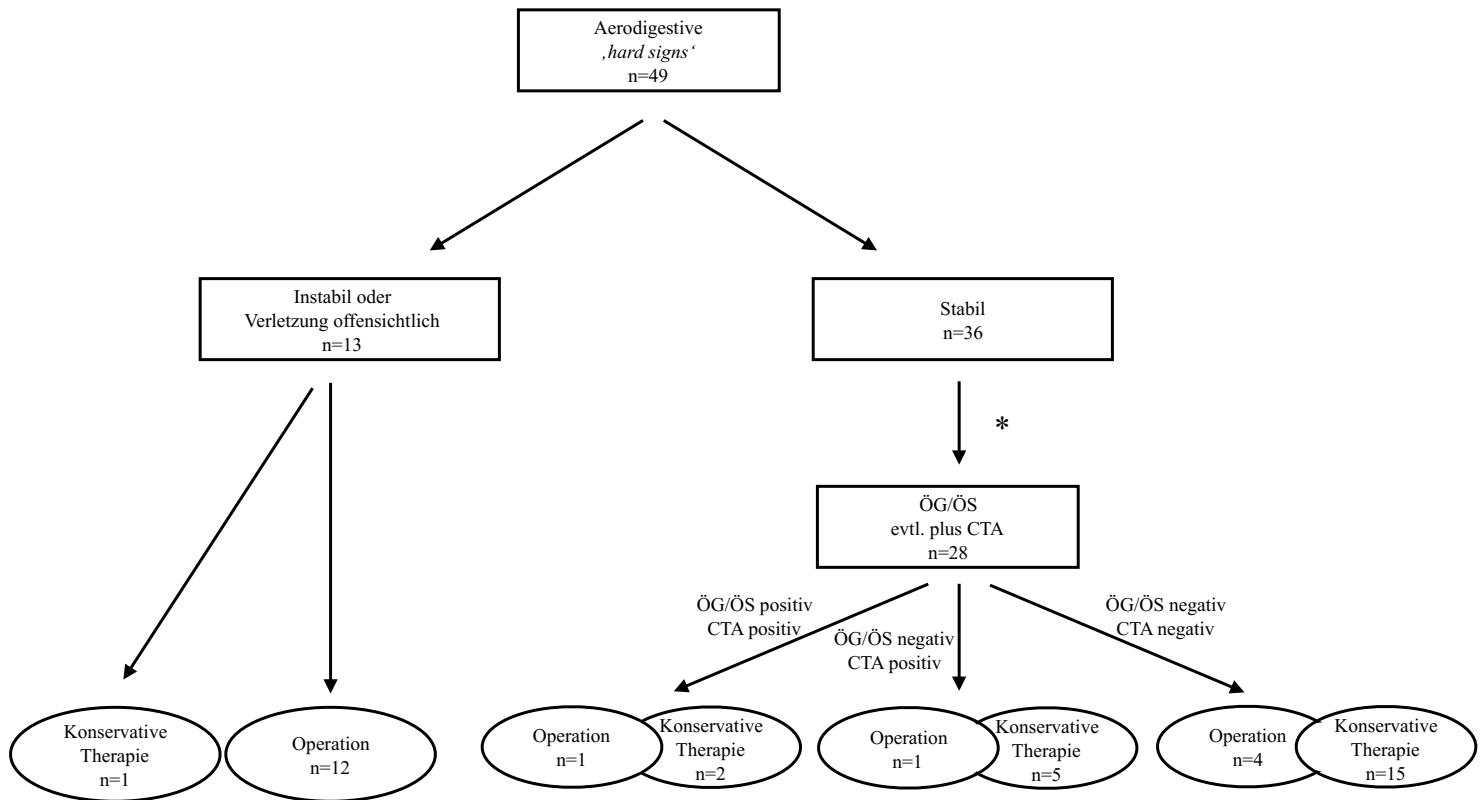 Aerodigestive
‚hard signs‘
n=49
Instabil oder
Verletzung offensichtlich
n=13
Stabil
n=36
*
ÖG/ÖS
evtl. plus CTA
n=28
ÖG/ÖS positiv
CTA positiv
ÖG/ÖS negativ
CTA positiv
ÖG/ÖS negativ
CTA negativ
Konservative
Therapie
n=1
Operation
n=12
Operation
n=1
Konservative
Therapie
n=2
Operation
n=1
Konservative
Therapie
n=5
Operation
n=4
Konservative
Therapie
n=15